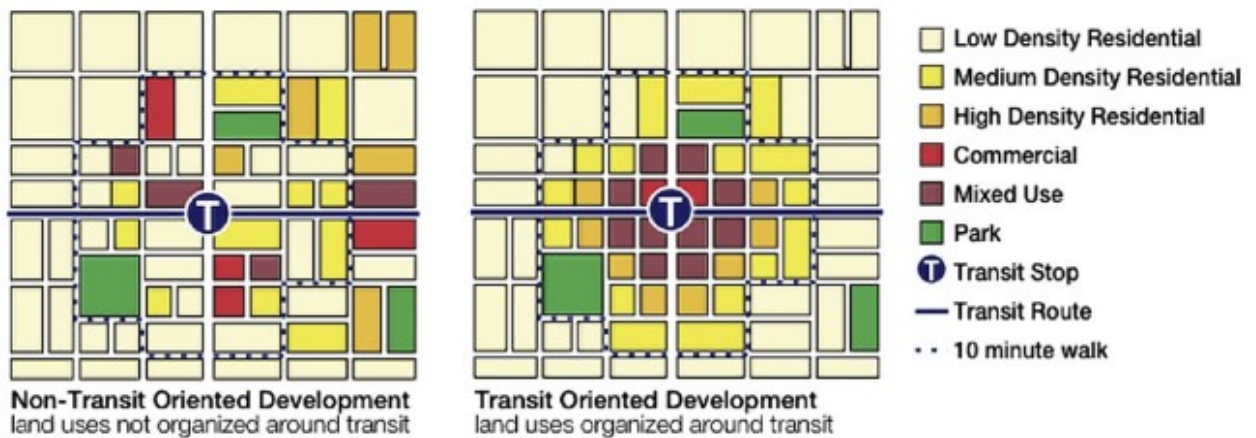 Low Density Residential
Medium Density Residential
High Density Residential
Commercial
Mixed Use
Park
T Transit Stop
Transit Route
10 minute walk
T
T
Non-Transit Oriented Development
land uses not organized around transit
Transit Oriented Development
land uses organized around transit